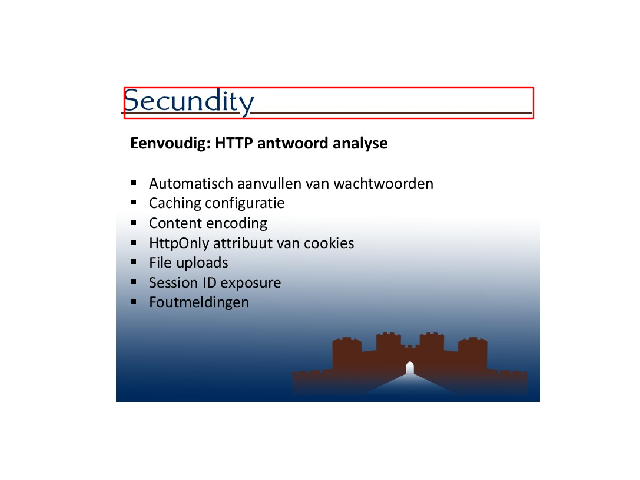 Secundity
Eenvoudig: HTTP antwoord analyse
▪ Automatisch aanvullen van wachtwoorden
▪ Caching configuratie
▪ Content encoding
▪ HttpOnly attribuut van cookies
▪ File uploads
▪ Session ID exposure
▪ Foutmeldingen